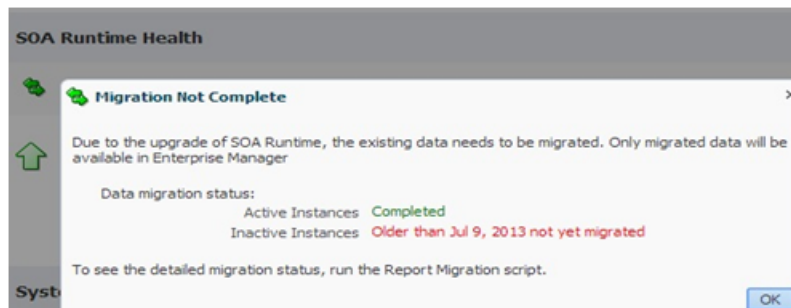 SOA Runtime Health
Migration Not Complete
Due to the upgrade of SOA Runtime, the existing data needs to be migrated. Only migrated data will be
available in Enterprise Manager
Data migration status:
Active Instances Completed
Inactive Instances Older than Jul 9, 2013 not yet migrated
To see the detailed migration status, run the Report Migration script.
Syst
OK